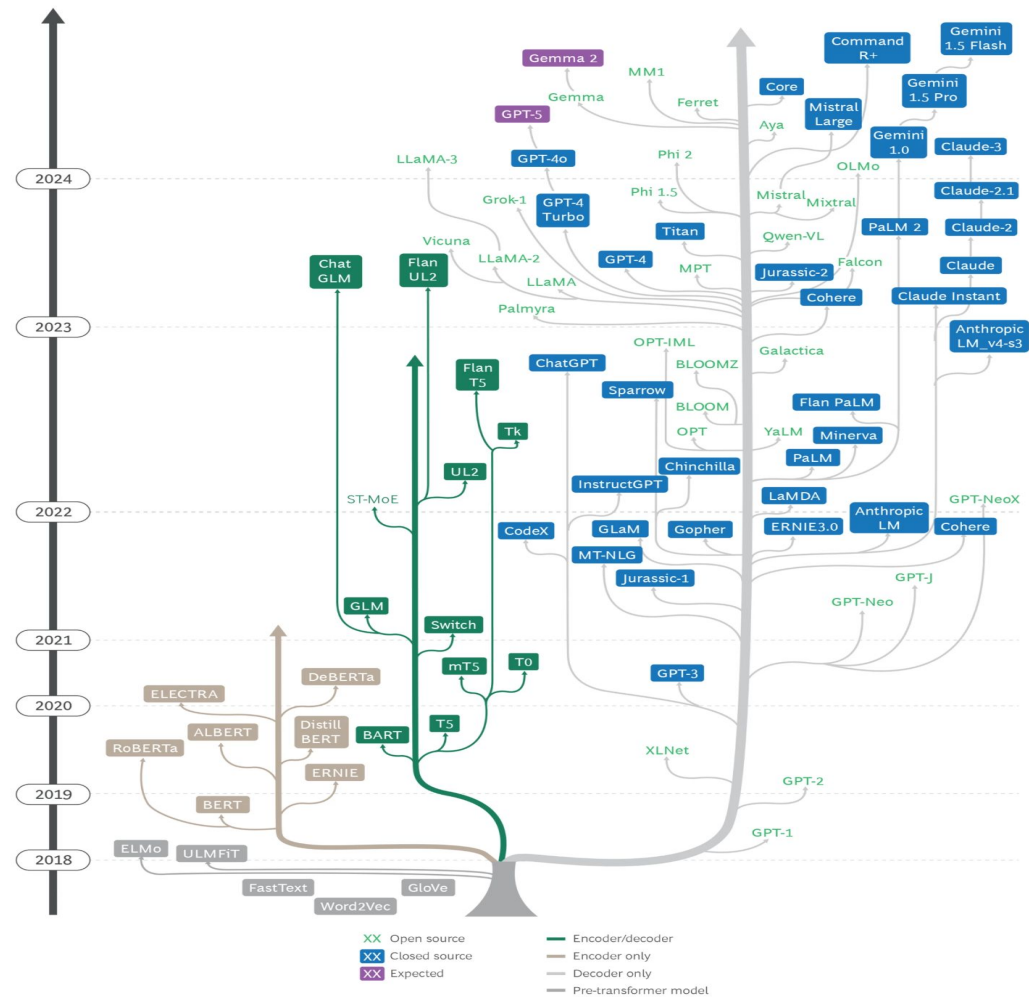 Gemini
1.5 Flash
Command
R+
Gemma 2
MM1
Core
Gemini
1.5 Pro
Gemma
Ferret
Mistral
Large
GPT-5
Aya
Gemini
1.0
Claude-3
LLaMA-3
GPT-4o
Phi 2
OLMo
2024
Grok-1
GPT-4
Turbo
Phi 1.5
Mistral
Mixtral
Claude-2.1
PaLM 2
Claude-2
Vicuna
Titan
Qwen-VL
Chat
GLM
Flan
UL2
LLaMA-2
GPT-4
MPT
Jurassic-2
Falcon
Claude
LLaMA
Cohere
Claude Instant
Palmyra
2023
Anthropic
LM_v4-s3
OPT-IML
Galactica
ChatGPT
BLOOMZ
Flan
T5
Sparrow
BLOOM
Flan PaLM
Tk
OPT
YaLM
Minerva
PaLM
UL2
Chinchilla
InstructGPT
ST-MoE
LaMDA
GPT-NeoX
2022
CodeX
GLaM
Gopher
ERNIE3.0
Anthropic
LM
Cohere
MT-NLG
Jurassic-1
GPT-J
GLM
GPT-Neo
Switch
2021
mT5
T0
GPT-3
DeBERTa
ELECTRA
2020
ALBERT
Distill
BERT
BART
T5
RoBERTa
XLNet
ERNIE
GPT-2
2019
BERT
GPT-1
ELMo
ULMFiT
2018
FastText
GloVe
Word2Vec
XX Open source
Encoder/decoder
XX Closed source
Encoder only
XX Expected
Decoder only
Pre-transformer model